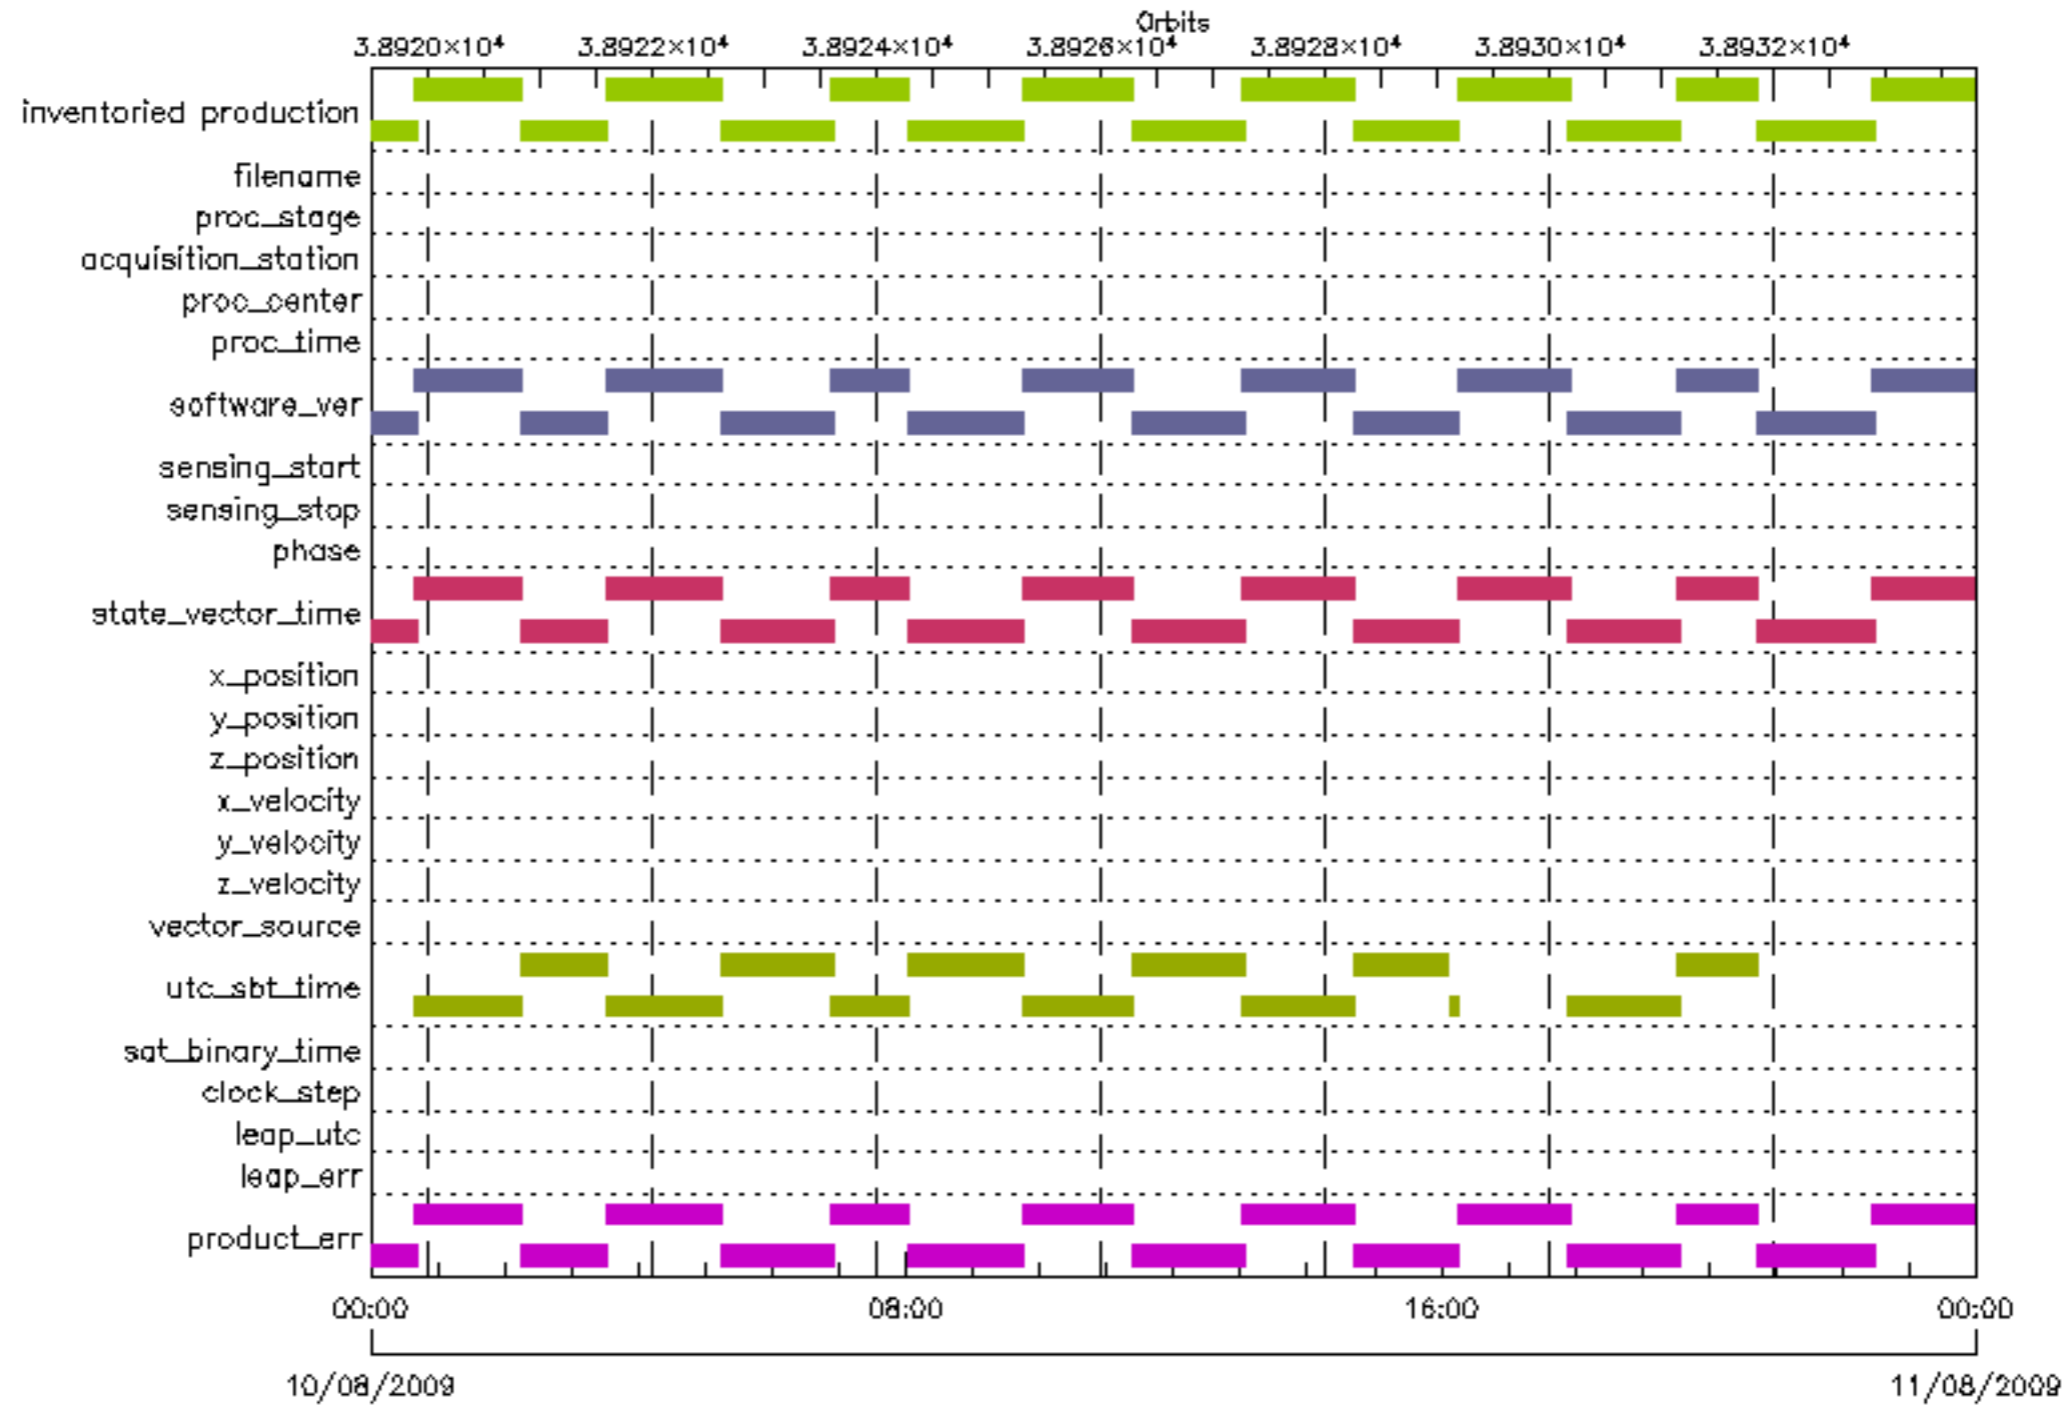 Orbits
3.8920×10⁴ 3.8922×10⁴ 3.8924×10⁴ 3.8926×10⁴ 3.8928×10⁴ 3.8930×10⁴ 3.8932×10⁴
inventoried production
filename
proc_stage
acquisition_station
proc_center
proc_time
software_ver
sensing_start
sensing_stop
phase
state_vector_time
x_position
y_position
z_position
x_velocity
y_velocity
z_velocity
vector_source
utc_sbt_time
sat_binary_time
clock_step
leap_utc
leap_err
product_err
00:00 08:00 16:00 00:00
10/08/2009 11/08/2009